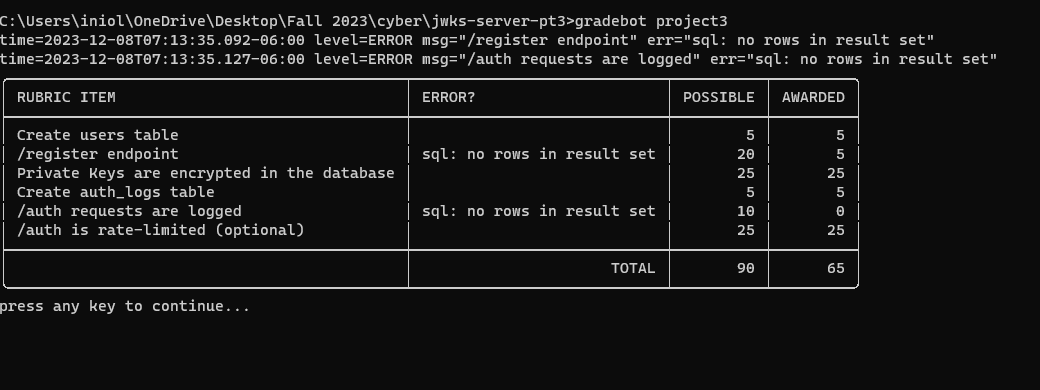 C:\Users\iniol\OneDrive\Desktop\Fall 2023\cyber\jwks-server-pt3>gradebot project3
time=2023-12-08T07:13:35.092-06:00 level=ERROR msg="/register endpoint" err="sql: no rows in result set"
time=2023-12-08T07:13:35.127-06:00 level=ERROR msg="/auth requests are logged" err="sql: no rows in result set"
RUBRIC ITEM ERROR? POSSIBLE AWARDED
Create users table 5 5
/register endpoint sql: no rows in result set 20 5
Private Keys are encrypted in the database 25 25
Create auth_logs table 5 5
/auth requests are logged sql: no rows in result set 10 0
/auth is rate-limited (optional) 25 25
TOTAL 90 65
press any key to continue...